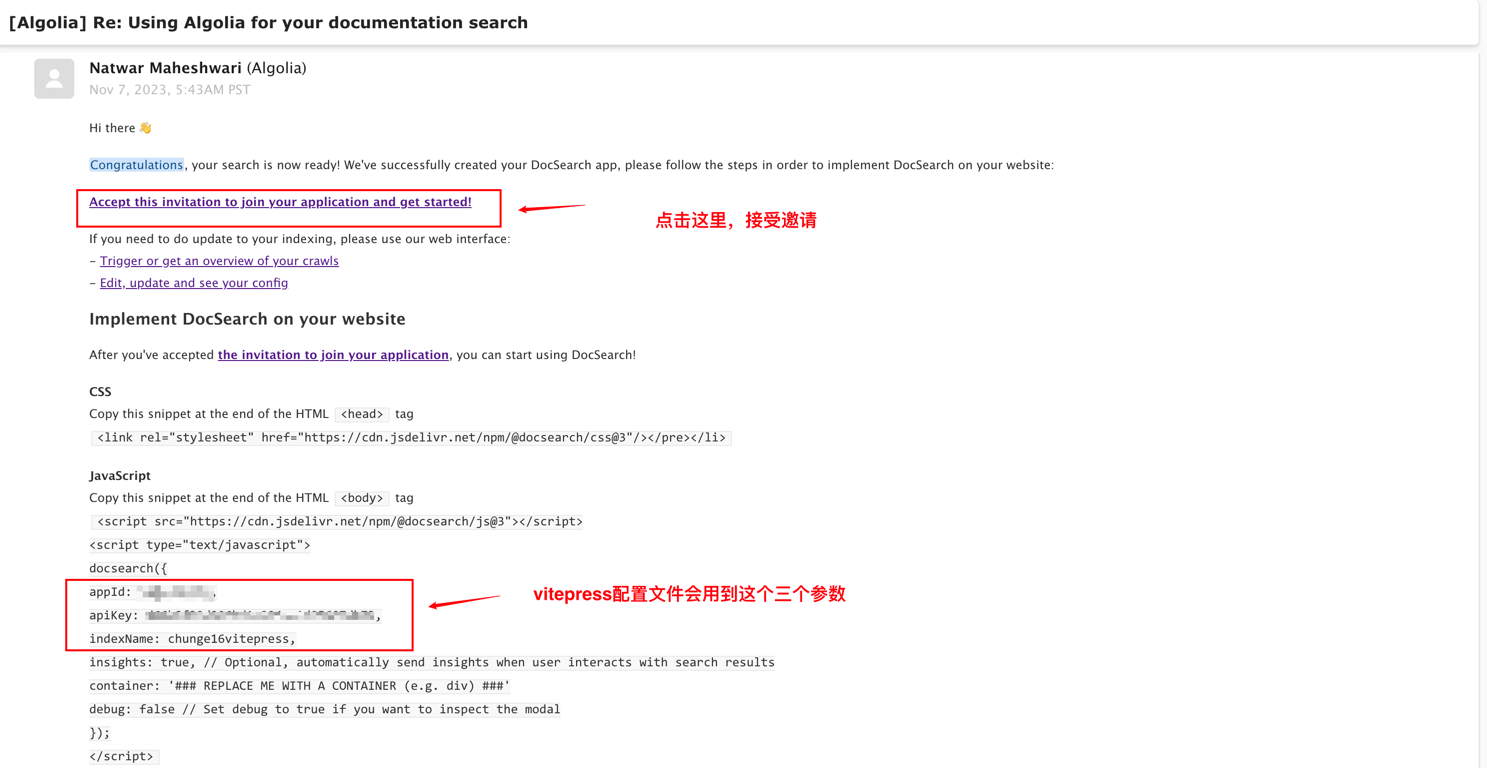 [Algolia] Re: Using Algolia for your documentation search
Natwar Maheshwari (Algolia)
Nov 7, 2023, 5:43AM PST
Hi there 👋
Congratulations, your search is now ready! We've successfully created your DocSearch app, please follow the steps in order to implement DocSearch on your website:
Accept this invitation to join your application and get started!
点击这里，接受邀请
If you need to do update to your indexing, please use our web interface:
– Trigger or get an overview of your crawls
– Edit, update and see your config
Implement DocSearch on your website
After you've accepted the invitation to join your application, you can start using DocSearch!
CSS
Copy this snippet at the end of the HTML <head> tag
<link rel="stylesheet" href="https://cdn.jsdelivr.net/npm/@docsearch/css@3"/></pre></li>
JavaScript
Copy this snippet at the end of the HTML <body> tag
<script src="https://cdn.jsdelivr.net/npm/@docsearch/js@3"></script>
<script type="text/javascript">
docsearch({
appId: ,
vitepress配置文件会用到这个三个参数
apiKey: ,
indexName: chunge16vitepress,
insights: true, // Optional, automatically send insights when user interacts with search results
container: '### REPLACE ME WITH A CONTAINER (e.g. div) ###'
debug: false // Set debug to true if you want to inspect the modal
});
</script>